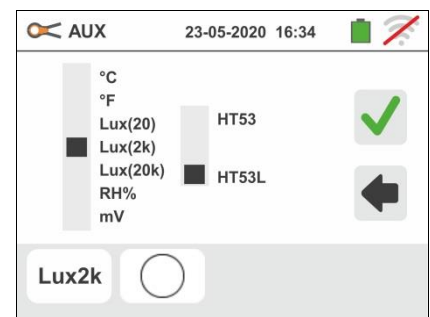 AUX 23-05-2020 16:34
°C
°F
Lux(20)
Lux(2k)
Lux(20k)
RH%
mV
HT53
HT53L
Lux2k